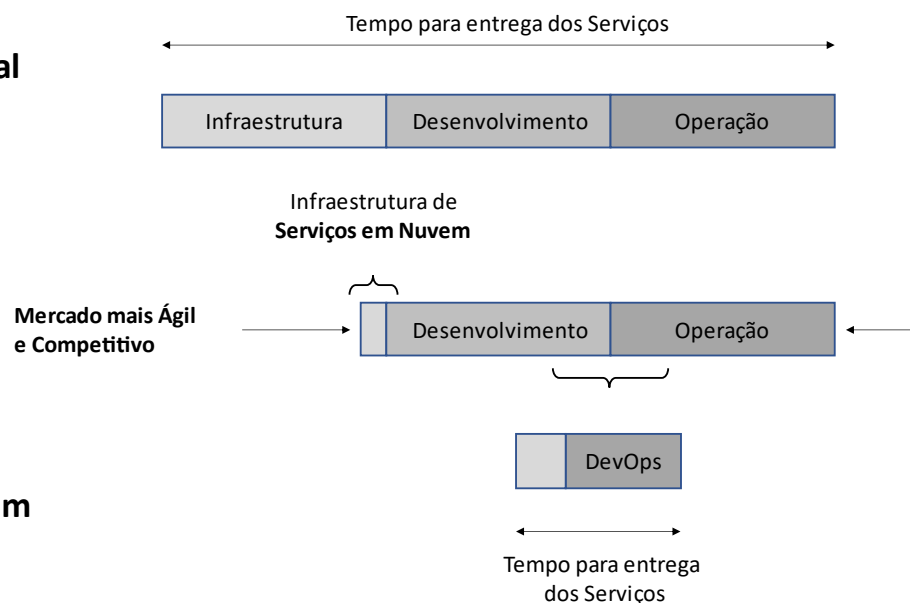 Tempo para entrega dos Serviços
al
Infraestrutura
Desenvolvimento
Operação
Infraestrutura de
Serviços em Nuvem
Mercado mais Ágil
e Competitivo
Desenvolvimento
Operação
DevOps
m
Tempo para entrega
dos Serviços